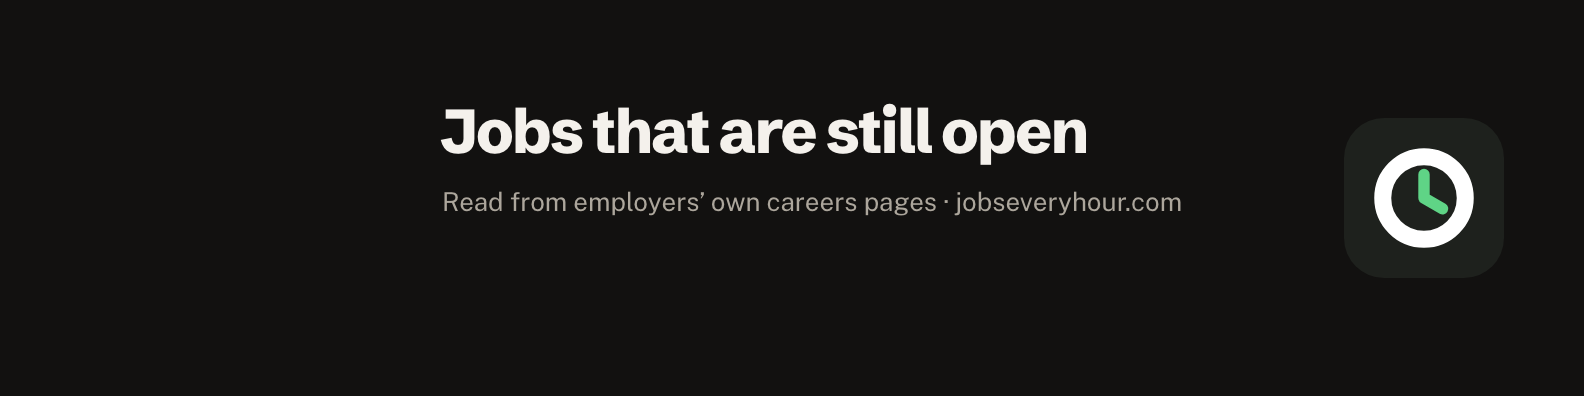 Jobs that are still open
Read from employers’ own careers pages · jobseveryhour.com